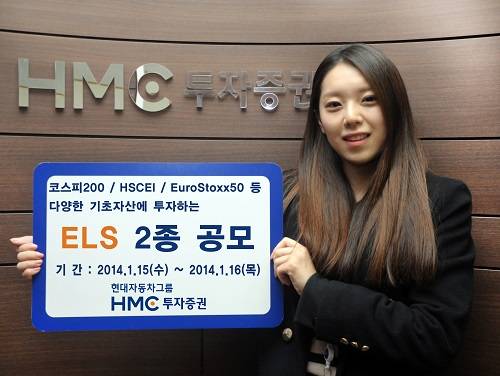 HMC 투자증권
코스피200 / HSCEI / EuroStoxx50 등
다양한 기초자산에 투자하는
ELS 2종 공모
기 간 : 2014.1.15(수) ~ 2014.1.16(목)
현대자동차그룹
HMC 투자증권